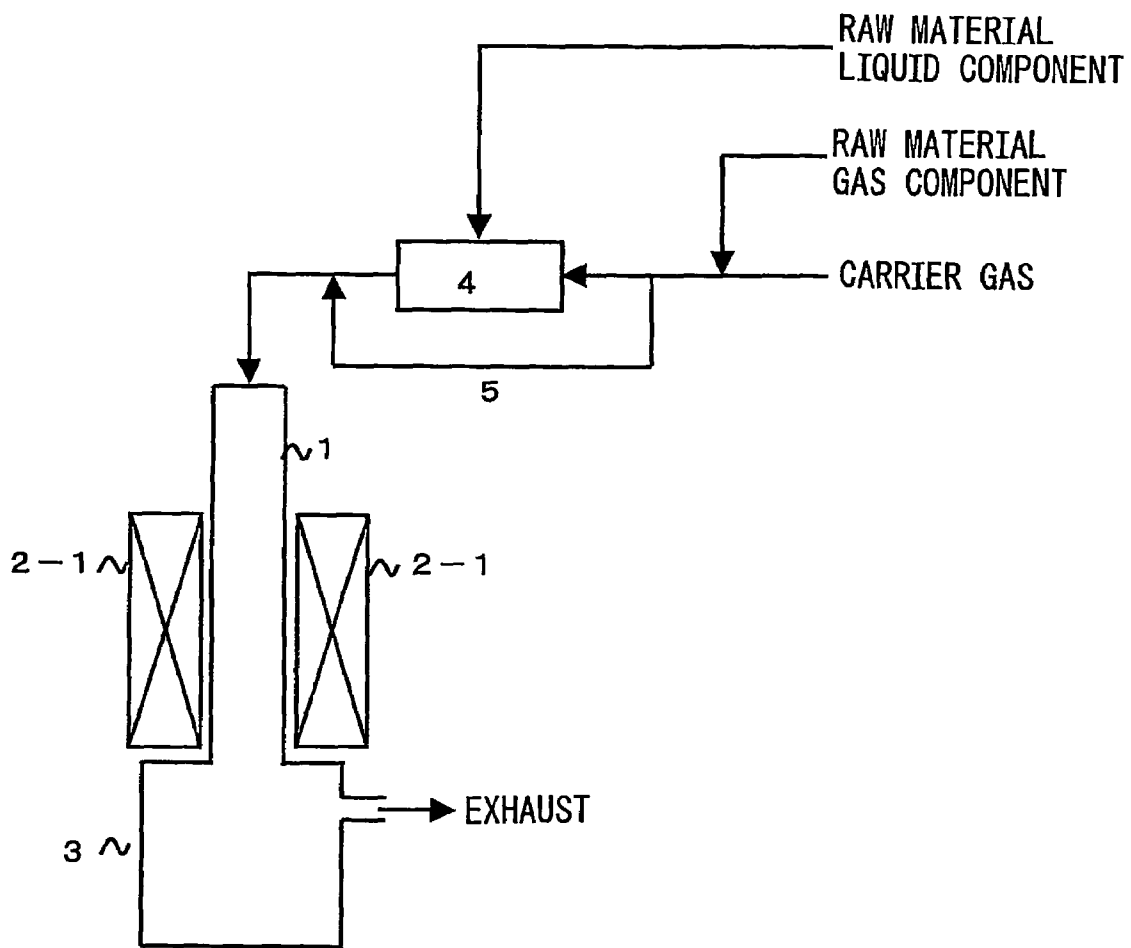 RAW MATERIAL
LIQUID COMPONENT
RAW MATERIAL
GAS COMPONENT
4
CARRIER GAS
5
1
2-1
2-1
EXHAUST
3